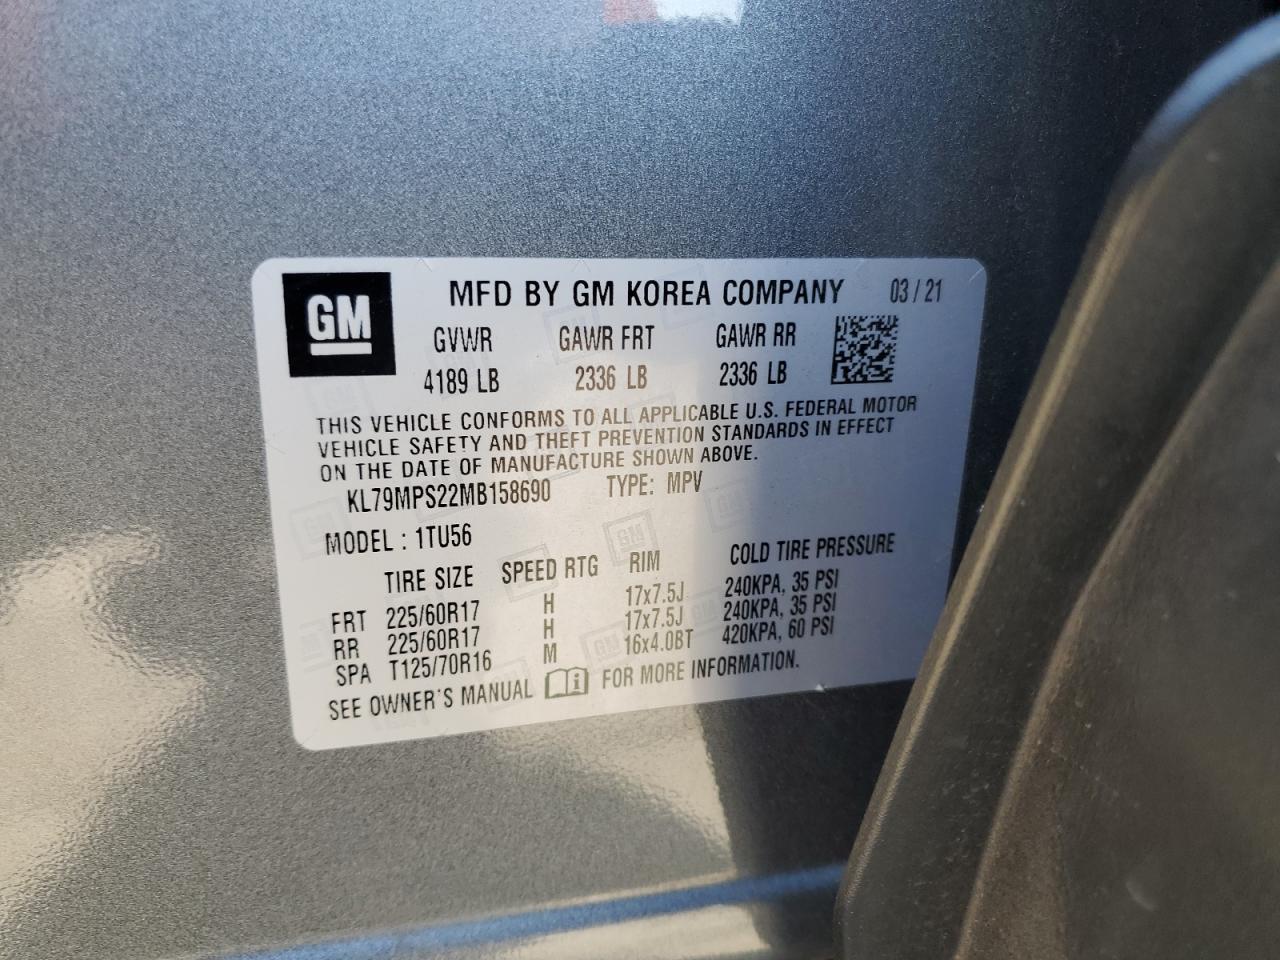 GM
MFD BY GM KOREA COMPANY 03 / 21
GVWR GAWR FRT GAWR RR
4189 LB 2336 LB 2336 LB
THIS VEHICLE CONFORMS TO ALL APPLICABLE U.S. FEDERAL MOTOR
VEHICLE SAFETY AND THEFT PREVENTION STANDARDS IN EFFECT
ON THE DATE OF MANUFACTURE SHOWN ABOVE.
KL79MPS22MB158690 TYPE: MPV
MODEL : 1TU56
TIRE SIZE SPEED RTG RIM COLD TIRE PRESSURE
FRT 225/60R17 H 17x7.5J 240KPA, 35 PSI
RR 225/60R17 H 17x7.5J 240KPA, 35 PSI
SPA T125/70R16 M 16x4.0BT 420KPA, 60 PSI
SEE OWNER'S MANUAL i FOR MORE INFORMATION.